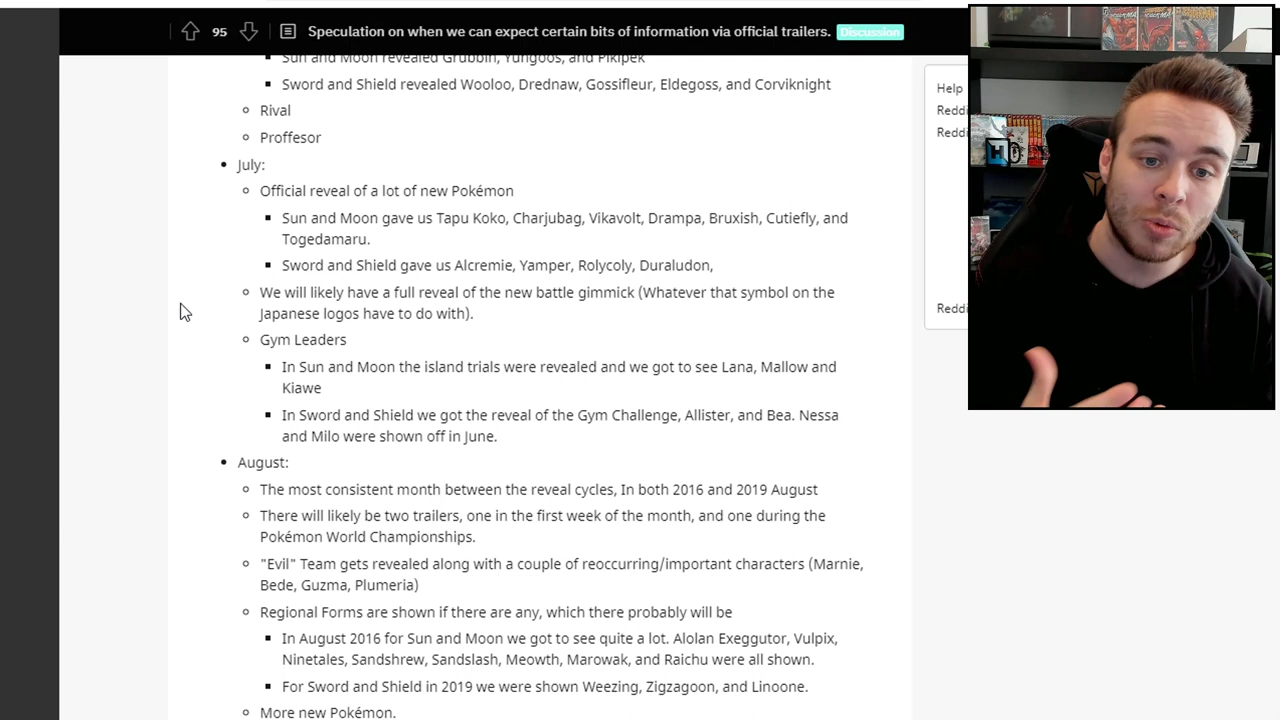 95 Speculation on when we can expect certain bits of information via official trailers. Discussion
Sun and Moon revealed Grubbin, Yungoos, and Pikipek
Sword and Shield revealed Wooloo, Drednaw, Gossifleur, Eldegoss, and Corviknight
Rival
Proffesor
July:
Official reveal of a lot of new Pokémon
Sun and Moon gave us Tapu Koko, Charjubag, Vikavolt, Drampa, Bruxish, Cutiefly, and
Togedamaru.
Sword and Shield gave us Alcremie, Yamper, Rolycoly, Duraludon,
We will likely have a full reveal of the new battle gimmick (Whatever that symbol on the
Japanese logos have to do with).
Gym Leaders
In Sun and Moon the island trials were revealed and we got to see Lana, Mallow and
Kiawe
In Sword and Shield we got the reveal of the Gym Challenge, Allister, and Bea. Nessa
and Milo were shown off in June.
August:
The most consistent month between the reveal cycles, In both 2016 and 2019 August
There will likely be two trailers, one in the first week of the month, and one during the
Pokémon World Championships.
"Evil" Team gets revealed along with a couple of reoccurring/important characters (Marnie,
Bede, Guzma, Plumeria)
Regional Forms are shown if there are any, which there probably will be
In August 2016 for Sun and Moon we got to see quite a lot. Alolan Exeggutor, Vulpix,
Ninetales, Sandshrew, Sandslash, Meowth, Marowak, and Raichu were all shown.
For Sword and Shield in 2019 we were shown Weezing, Zigzagoon, and Linoone.
More new Pokémon.
Help
Reddi
Reddi
Reddi